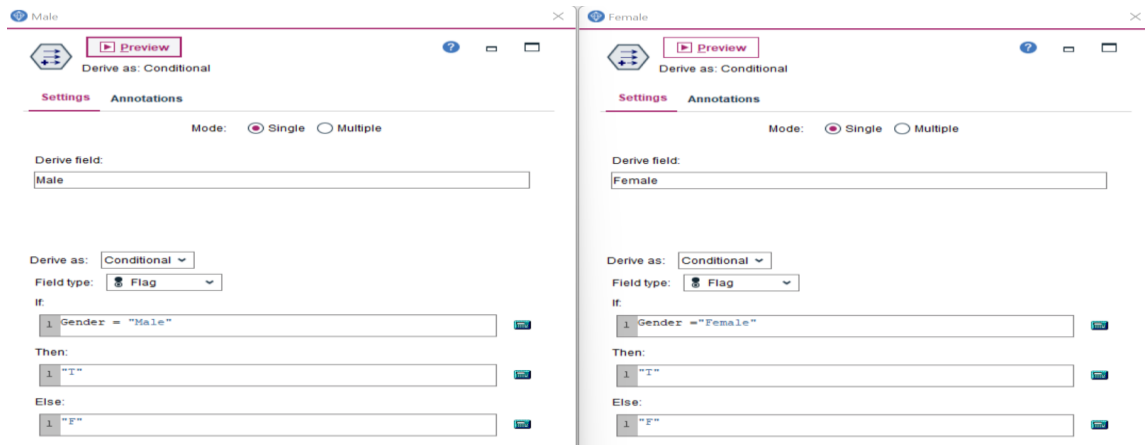 Male
Preview
Derive as: Conditional
Settings Annotations
Mode: Single Multiple
Derive field:
Male
Derive as: Conditional
Field type: Flag
If:
1 Gender = "Male"
Then:
1 "T"
Else:
1 "F"
Female
Preview
Derive as: Conditional
Settings Annotations
Mode: Single Multiple
Derive field:
Female
Derive as: Conditional
Field type: Flag
If:
1 Gender ="Female"
Then:
1 "T"
Else:
1 "F"